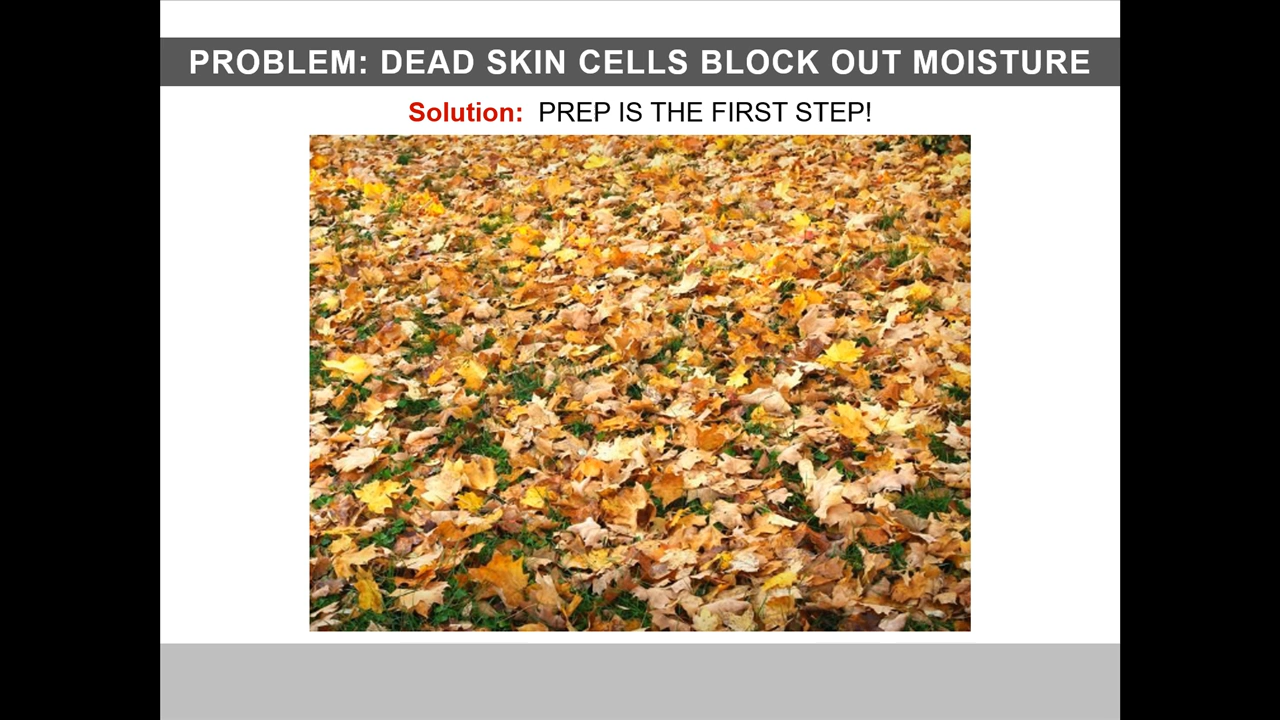 PROBLEM: DEAD SKIN CELLS BLOCK OUT MOISTURE
Solution: PREP IS THE FIRST STEP!